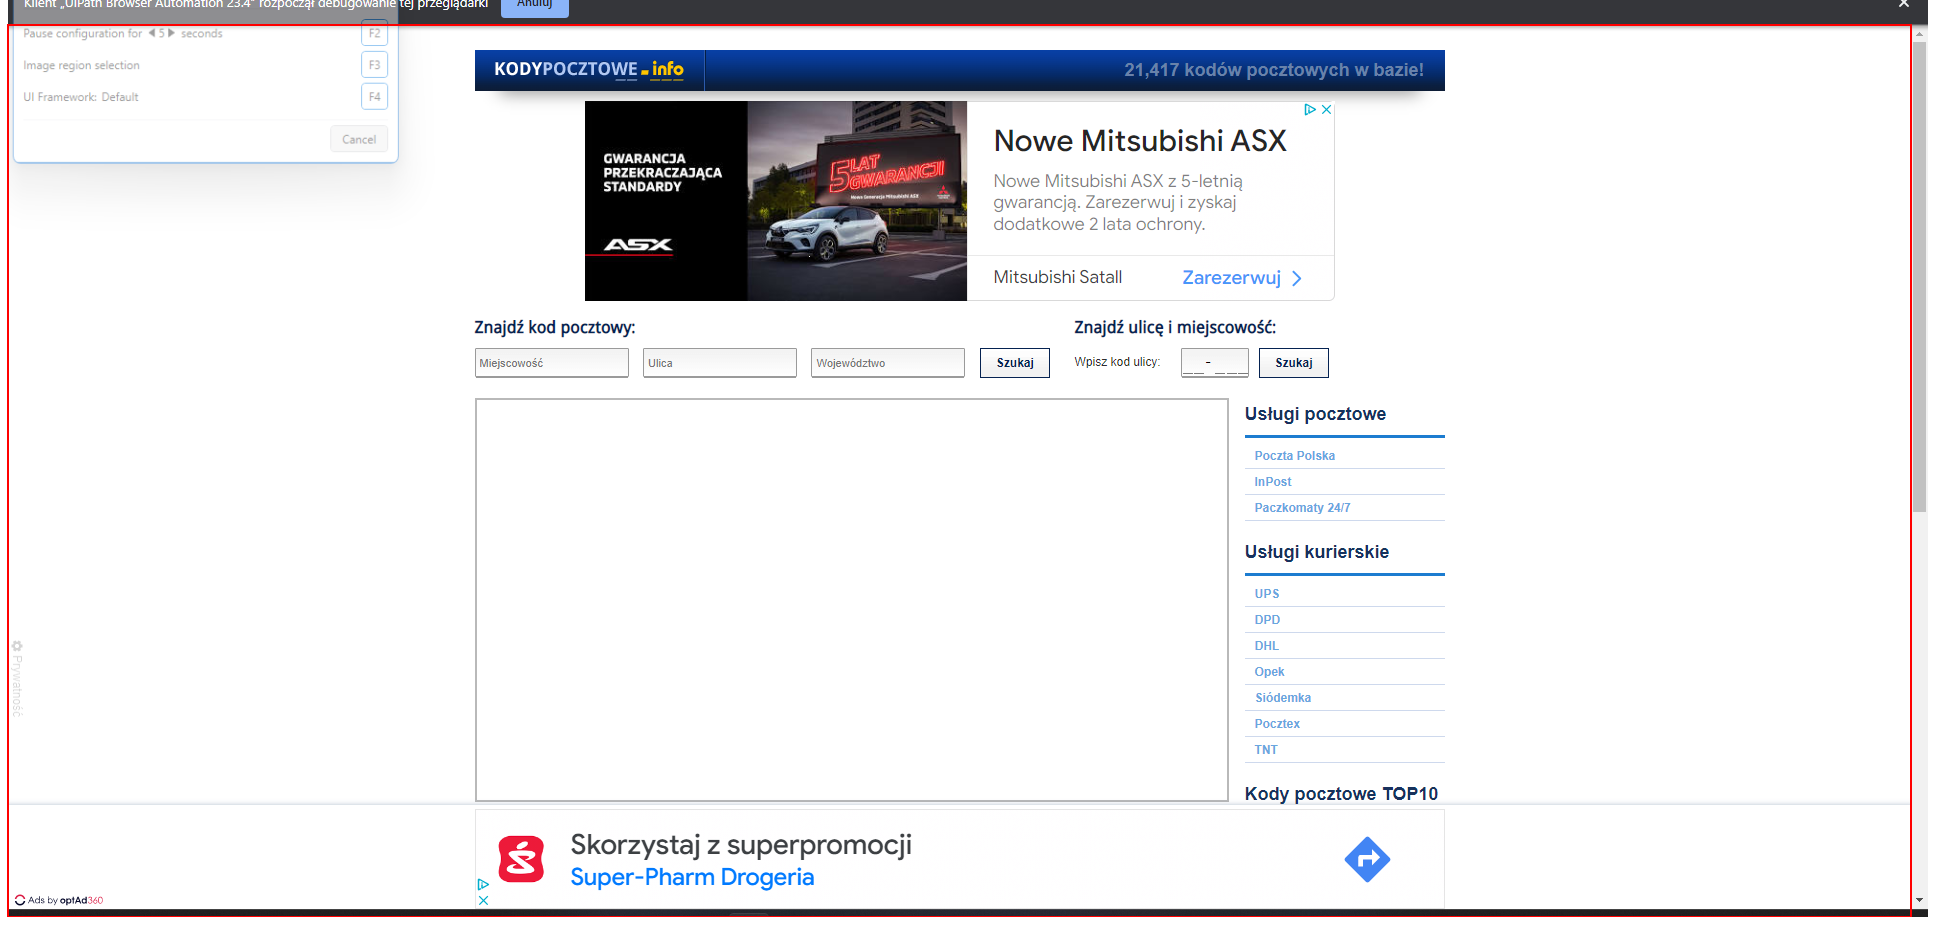 Klient „UiPath Browser Automation 23.4" rozpoczął debugowanie tej przeglądarki
Anuluj
Pause configuration for 5 seconds F2
Image region selection F3
UI Framework: Default F4
Cancel
KODYPOCZTOWE-info
21,417 kodów pocztowych w bazie!
GWARANCJA
PRZEKRACZAJĄCA
STANDARDY
ASX
5 LAT
GWARANCJI
Nowa Generacja Mitsubishi ASX
Nowe Mitsubishi ASX
Nowe Mitsubishi ASX z 5-letnią
gwarancją. Zarezerwuj i zyskaj
dodatkowe 2 lata ochrony.
Mitsubishi Satall
Zarezerwuj
Znajdź kod pocztowy:
Miejscowość
Ulica
Województwo
Szukaj
Znajdź ulicę i miejscowość:
Wpisz kod ulicy:
__-___
Szukaj
Usługi pocztowe
Poczta Polska
InPost
Paczkomaty 24/7
Usługi kurierskie
UPS
DPD
DHL
Opek
Siódemka
Pocztex
TNT
Kody pocztowe TOP10
Prywatność
Skorzystaj z superpromocji
Super-Pharm Drogeria
Ads by optAd360